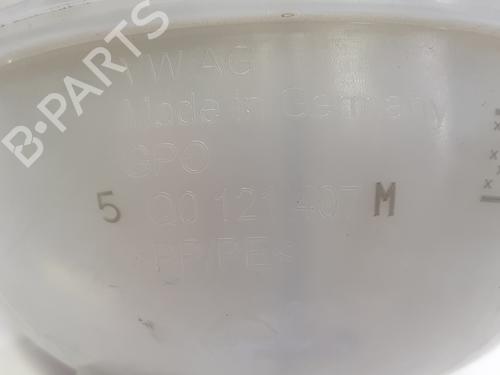 B-PARTS
VW AG
Made in Germany
GPO
5 Q0 121 407 M
>PP/PE<